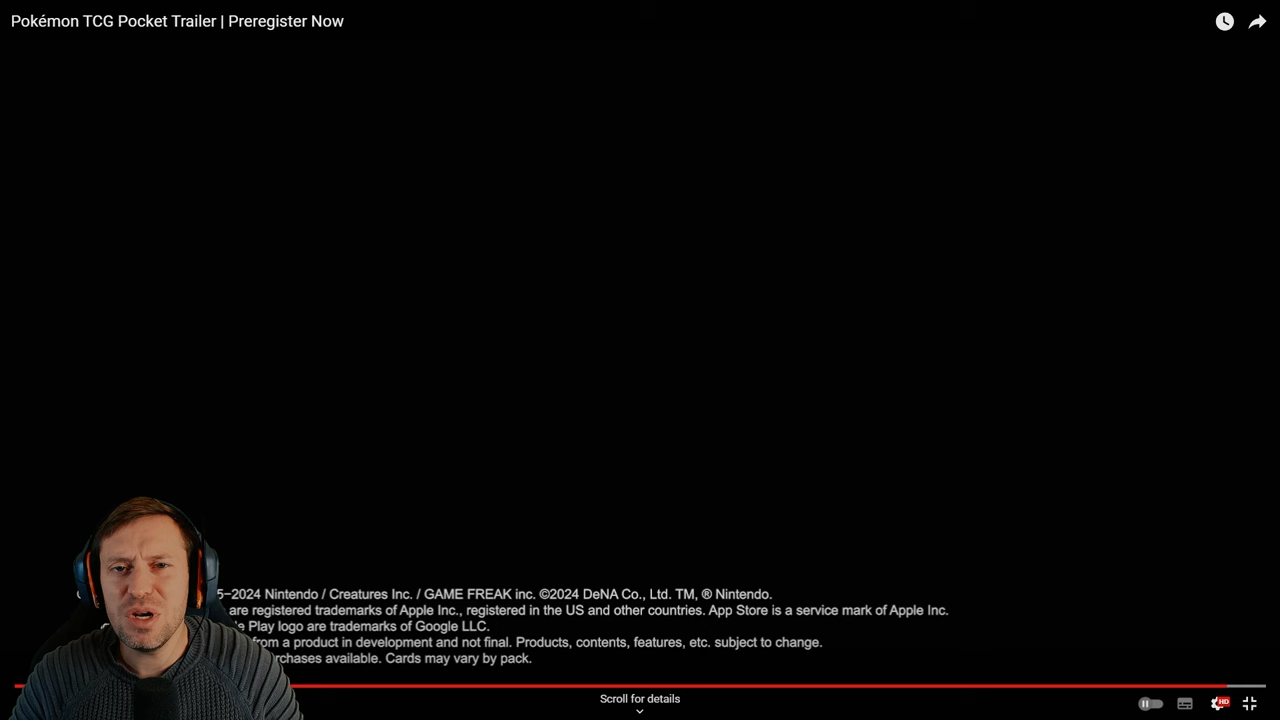 Pokémon TCG Pocket Trailer | Preregister Now
5–2024 Nintendo / Creatures Inc. / GAME FREAK inc. ©2024 DeNA Co., Ltd. TM, ® Nintendo.
are registered trademarks of Apple Inc., registered in the US and other countries. App Store is a service mark of Apple Inc.
Play logo are trademarks of Google LLC.
from a product in development and not final. Products, contents, features, etc. subject to change.
available. Cards may vary by pack.
Scroll for details
HD